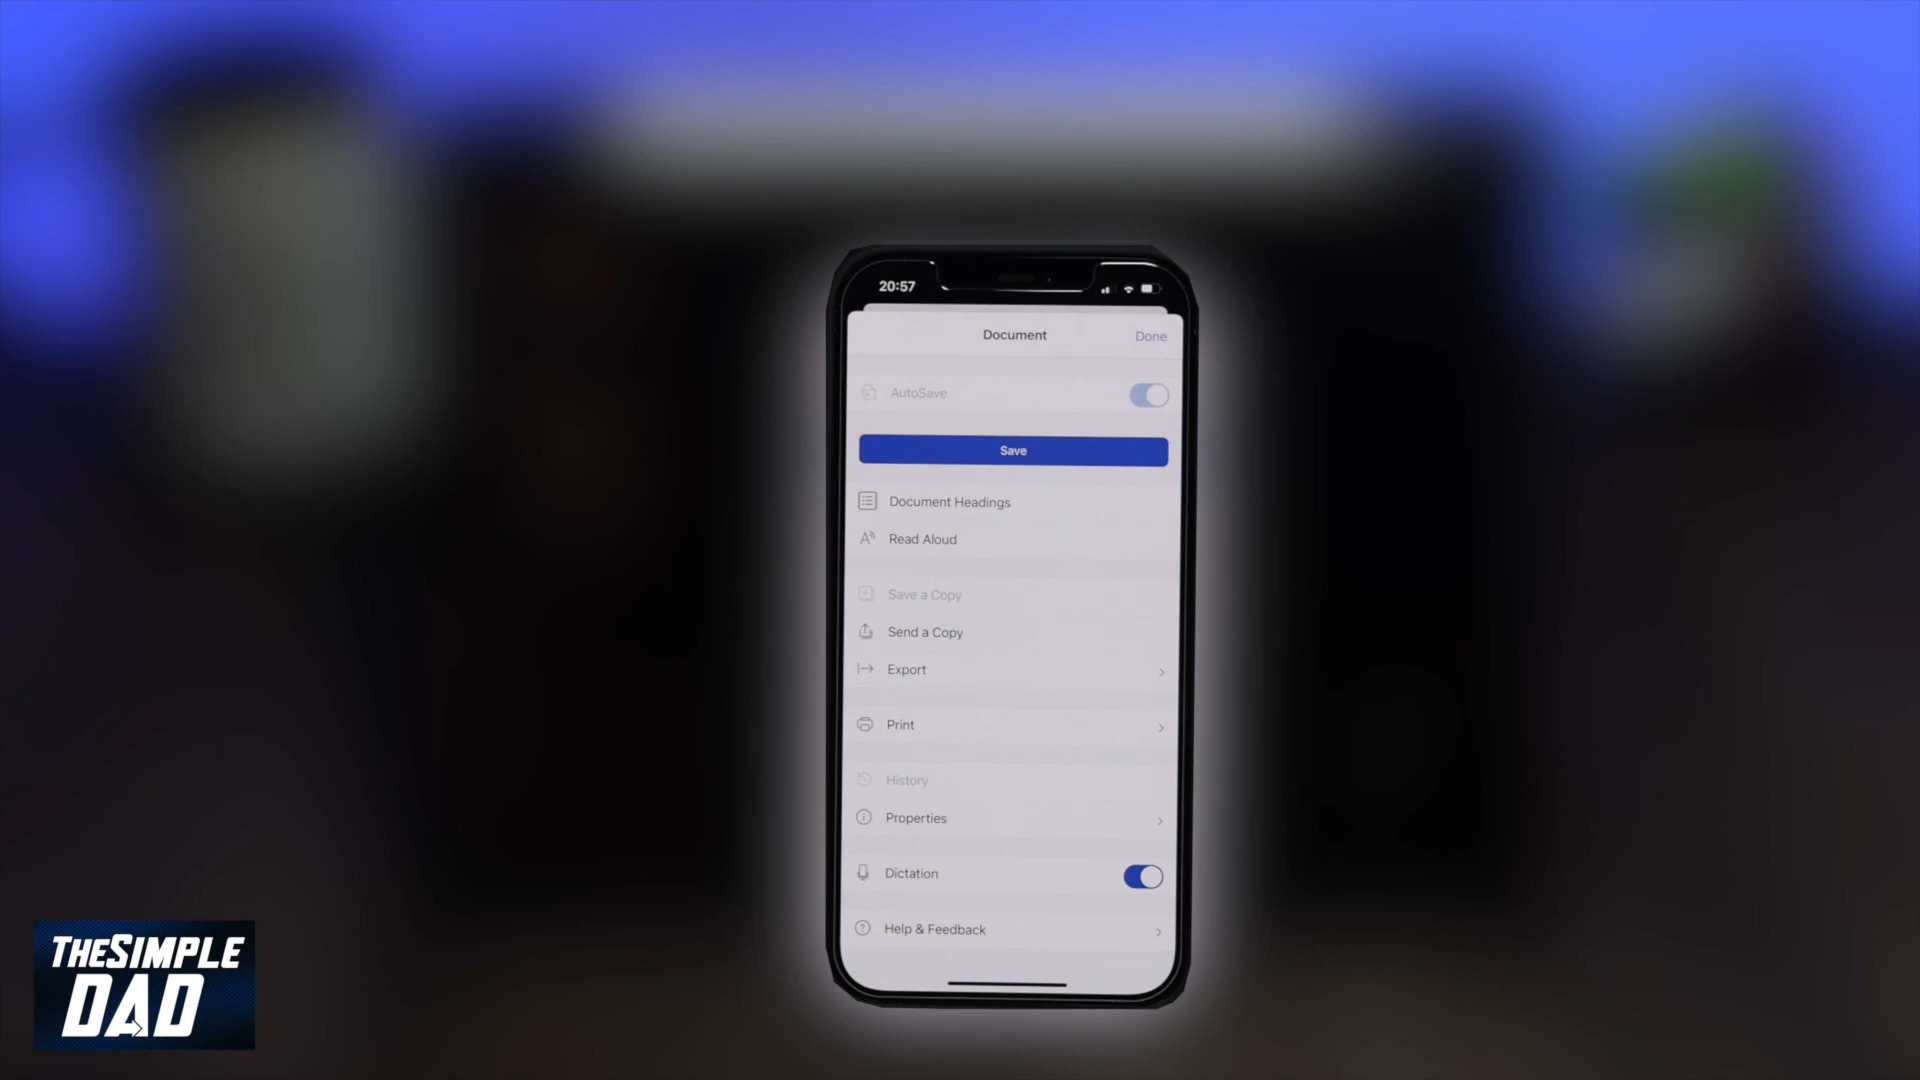 20:57
Document
Done
AutoSave
Save
Document Headings
Read Aloud
Save a Copy
Send a Copy
Export
Print
History
Properties
Dictation
Help & Feedback
THESIMPLE
DAD